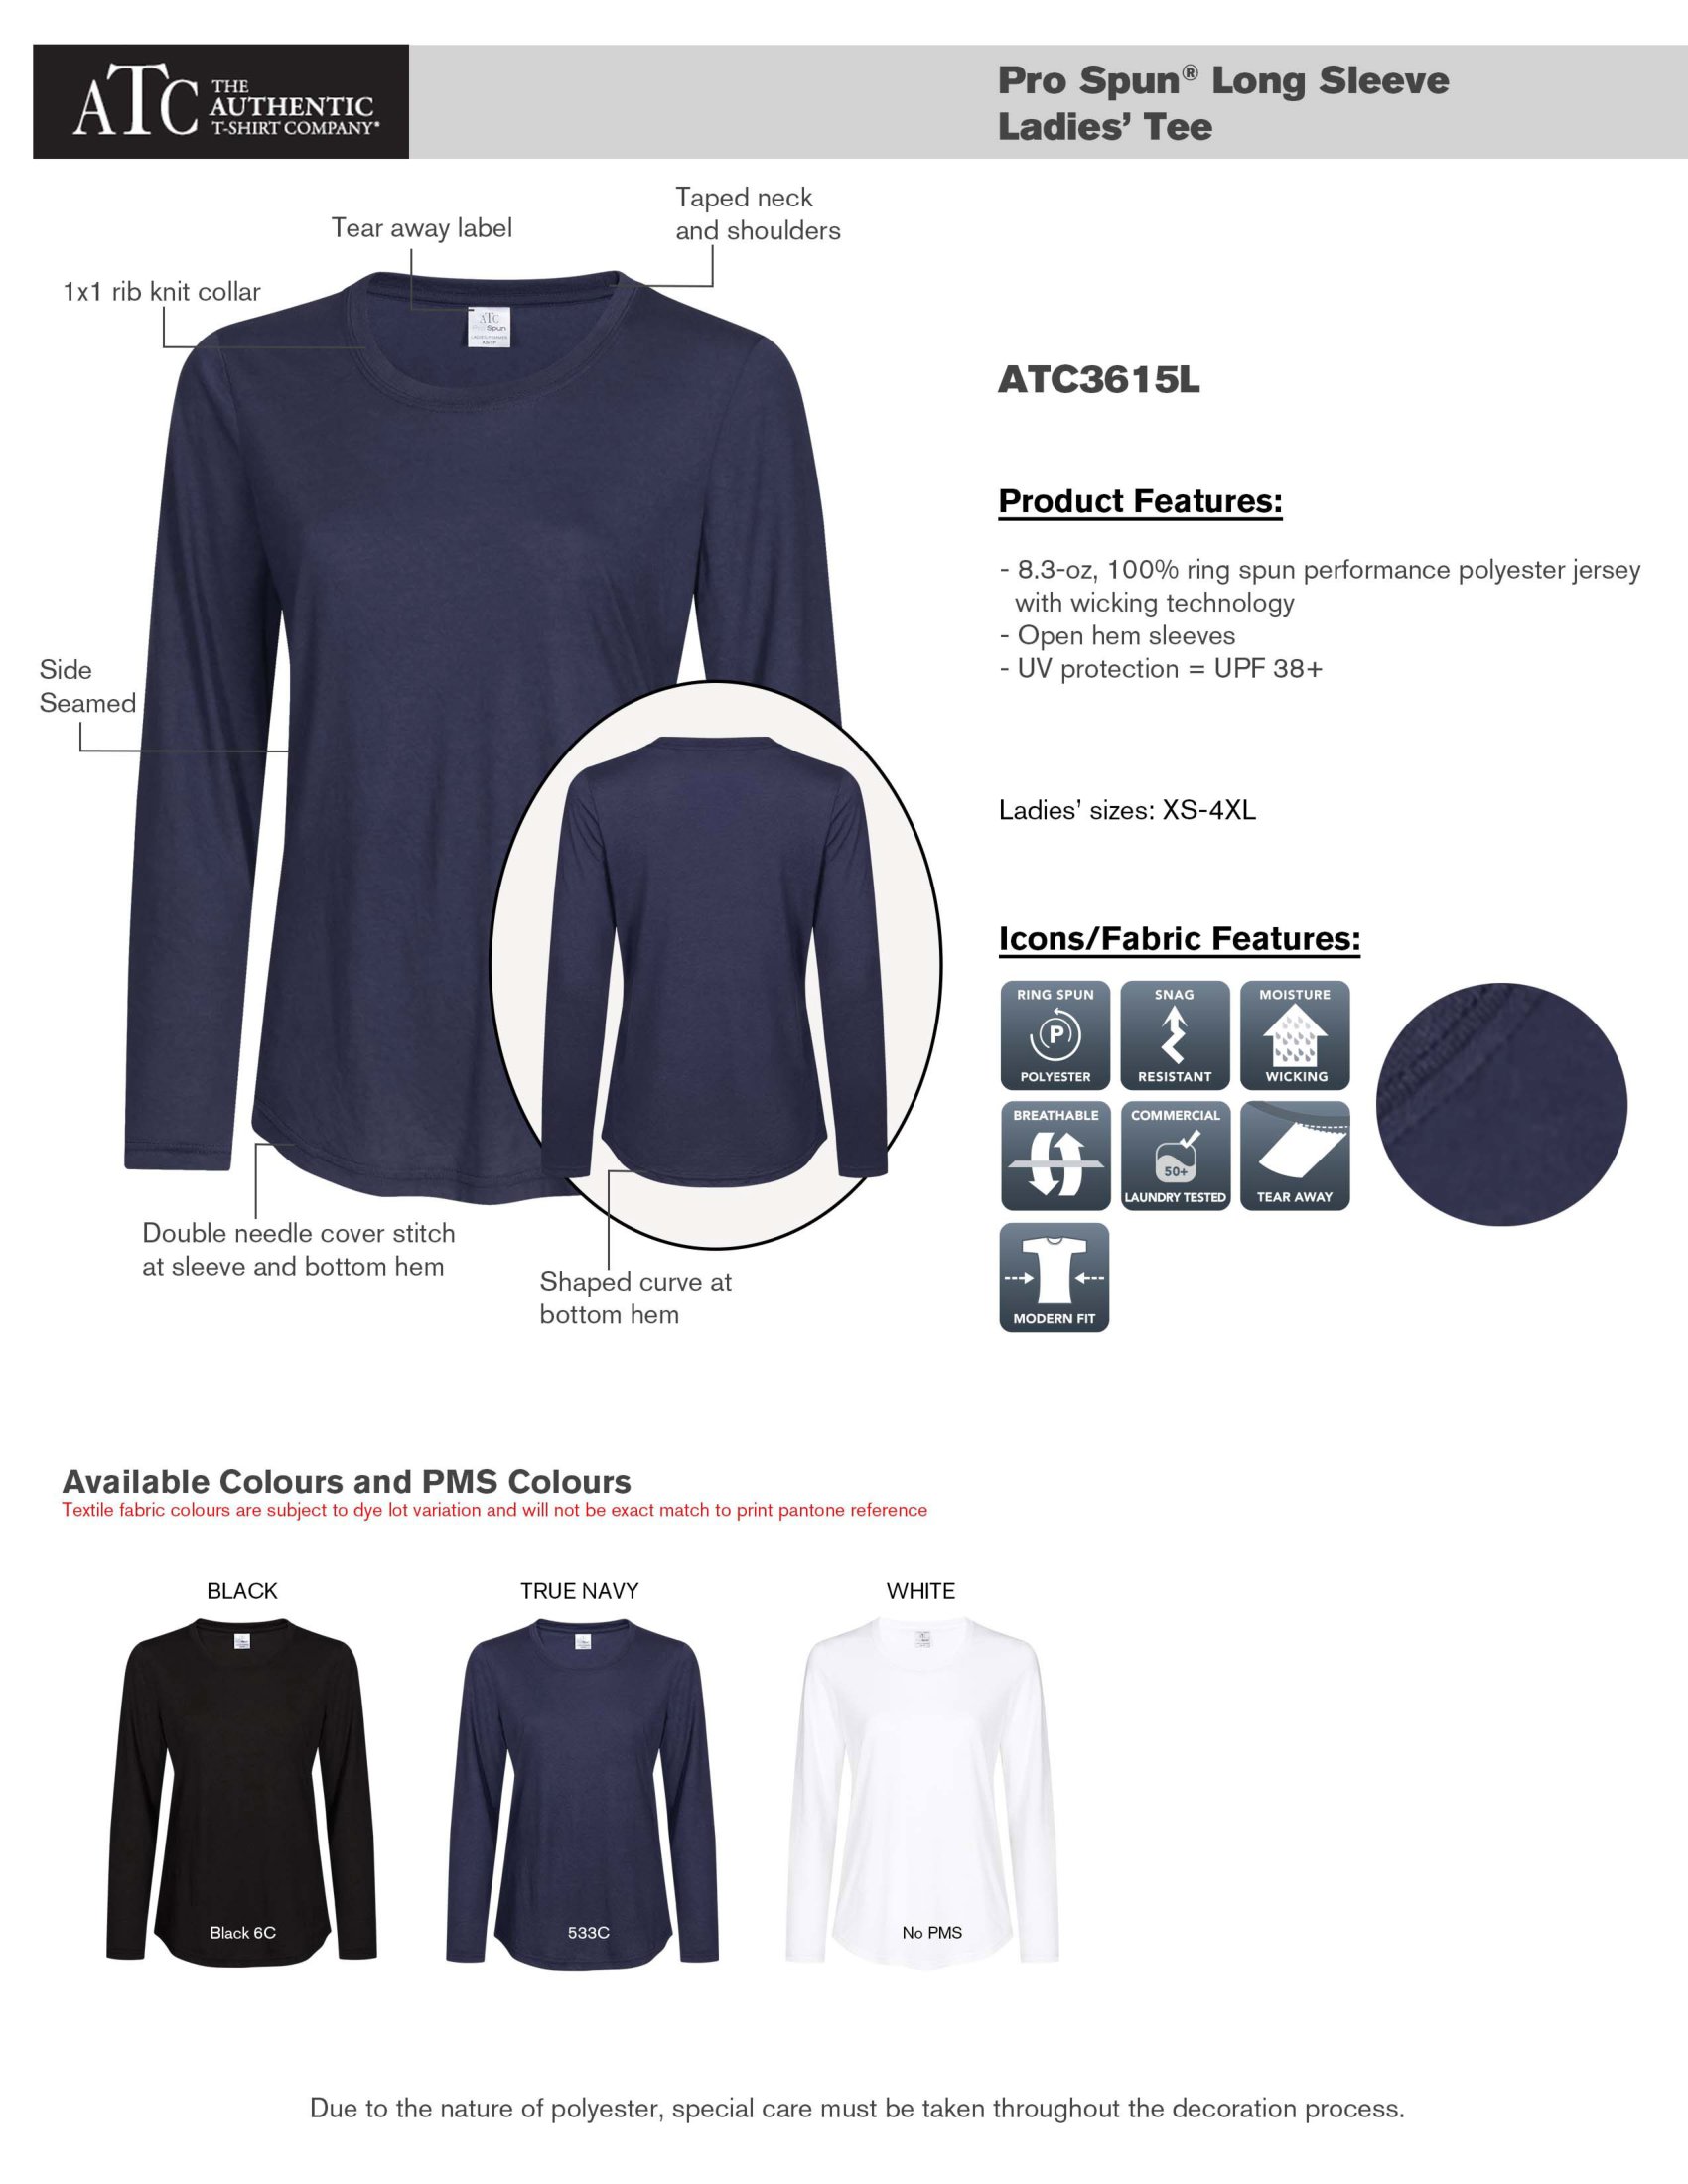 ATC THE
AUTHENTIC
T-SHIRT COMPANY®
Pro Spun® Long Sleeve
Ladies’ Tee
Taped neck
and shoulders
Tear away label
1x1 rib knit collar
ATC
Pro Spun
Side
Seamed
Double needle cover stitch
at sleeve and bottom hem
Shaped curve at
bottom hem
ATC3615L
Product Features:
- 8.3-oz, 100% ring spun performance polyester jersey
with wicking technology
- Open hem sleeves
- UV protection = UPF 38+
Ladies’ sizes: XS-4XL
Icons/Fabric Features:
RING SPUN
P
POLYESTER
SNAG
RESISTANT
MOISTURE
WICKING
BREATHABLE
COMMERCIAL
50+
LAUNDRY TESTED
TEAR AWAY
MODERN FIT
Available Colours and PMS Colours
Textile fabric colours are subject to dye lot variation and will not be exact match to print pantone reference
BLACK
TRUE NAVY
WHITE
Black 6C
533C
No PMS
Due to the nature of polyester, special care must be taken throughout the decoration process.